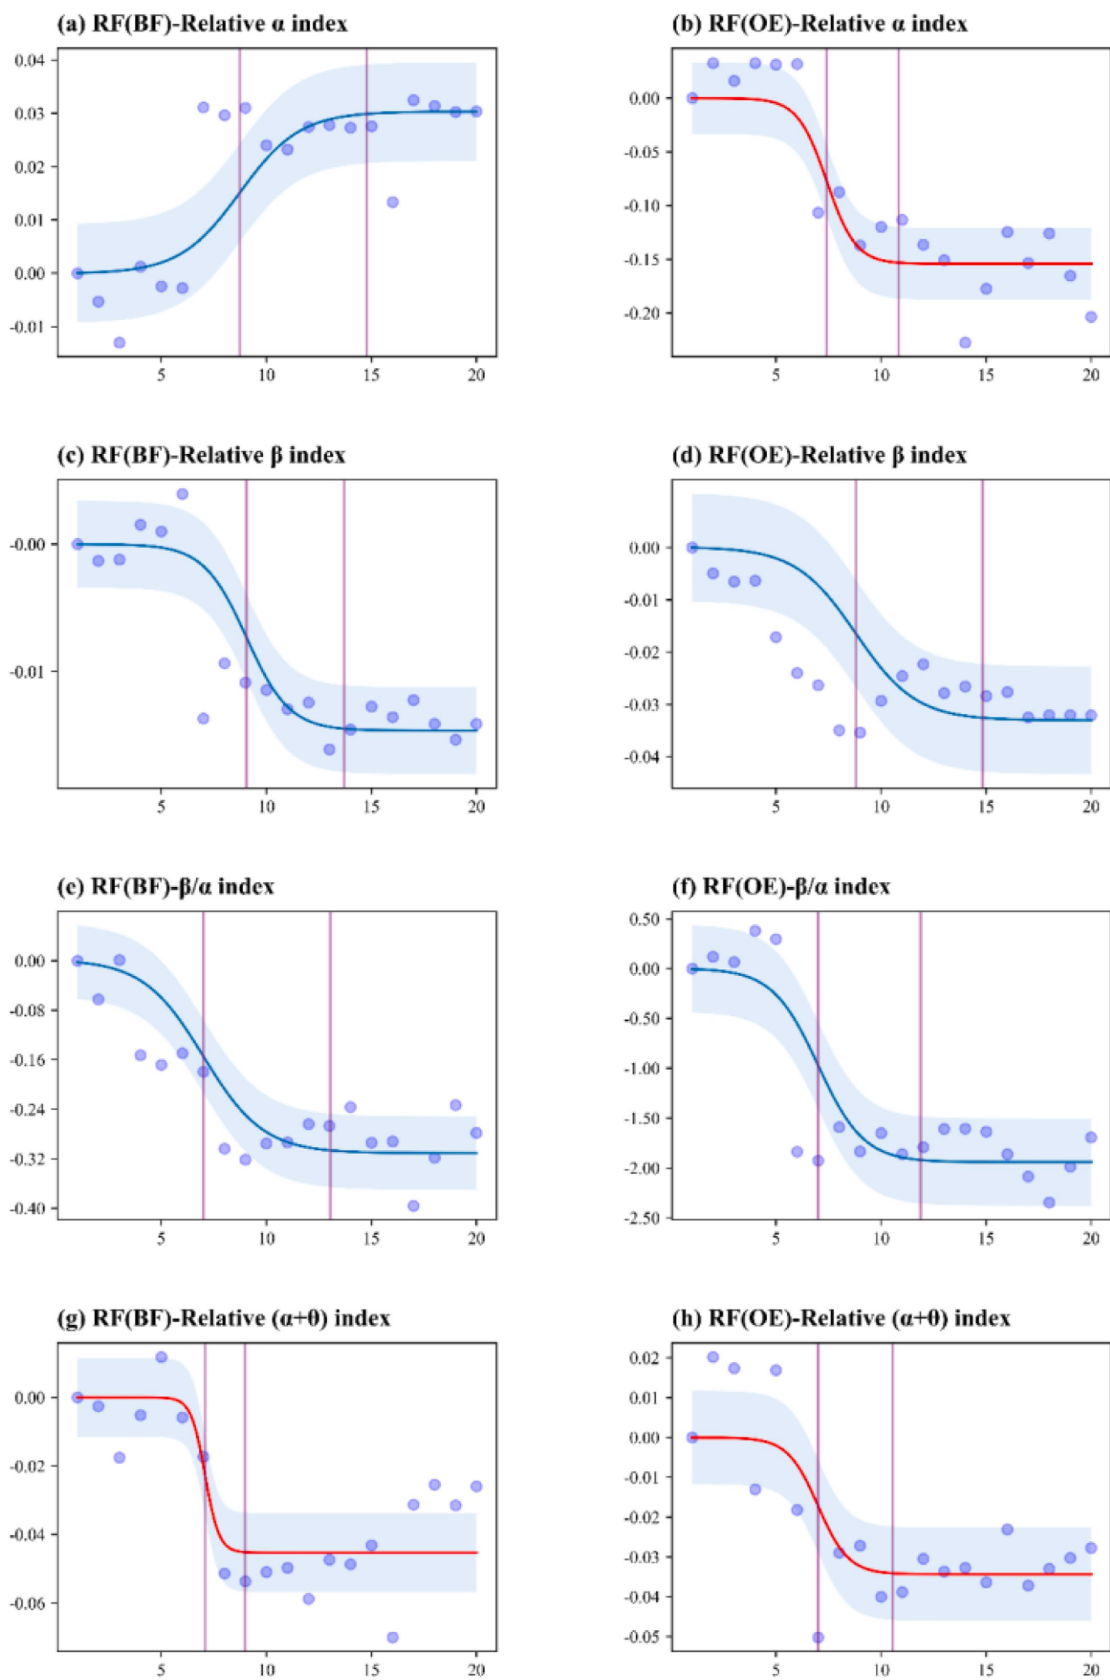 (a) RF(BF)-Relative α index
0.04
0.03
0.02
0.01
0.00
-0.01
5 10 15 20
(b) RF(OE)-Relative α index
0.00
-0.05
-0.10
-0.15
-0.20
5 10 15 20
(c) RF(BF)-Relative β index
-0.00
-0.01
5 10 15 20
(d) RF(OE)-Relative β index
0.00
-0.01
-0.02
-0.03
-0.04
5 10 15 20
(e) RF(BF)-β/α index
0.00
-0.08
-0.16
-0.24
-0.32
-0.40
5 10 15 20
(f) RF(OE)-β/α index
0.50
0.00
-0.50
-1.00
-1.50
-2.00
-2.50
5 10 15 20
(g) RF(BF)-Relative (α+θ) index
0.00
-0.02
-0.04
-0.06
5 10 15 20
(h) RF(OE)-Relative (α+θ) index
0.02
0.01
0.00
-0.01
-0.02
-0.03
-0.04
-0.05
5 10 15 20